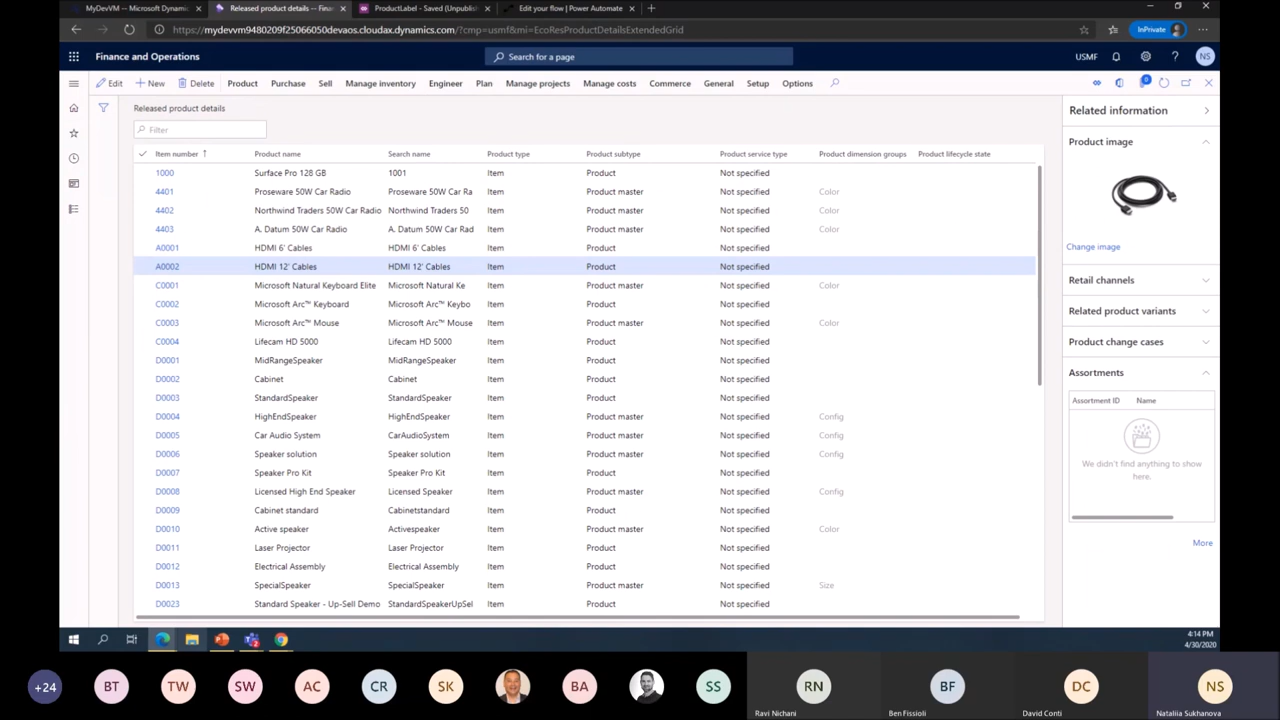 MyDevVM — Microsoft Dynamic
Released product details -- Fina
ProductLabel - Saved (Unpublish
Edit your flow | Power Automate
https://mydevvm9480209f25066050devaos.cloudax.dynamics.com/?cmp=usmf&mi=EcoResProductDetailsExtendedGrid
InPrivate
Finance and Operations
Search for a page
USMF
NS
Edit New Delete Product Purchase Sell Manage inventory Engineer Plan Manage projects Manage costs Commerce General Setup Options
0
Released product details
Filter
Item number Product name Search name Product type Product subtype Product service type Product dimension groups Product lifecycle state
1000 Surface Pro 128 GB 1001 Item Product Not specified
4401 Proseware 50W Car Radio Proseware 50W Car Ra Item Product master Not specified Color
4402 Northwind Traders 50W Car Radio Northwind Traders 50 Item Product master Not specified Color
4403 A. Datum 50W Car Radio A. Datum 50W Car Rad Item Product master Not specified Color
A0001 HDMI 6' Cables HDMI 6' Cables Item Product Not specified
A0002 HDMI 12' Cables HDMI 12' Cables Item Product Not specified
C0001 Microsoft Natural Keyboard Elite Microsoft Natural Ke Item Product master Not specified Color
C0002 Microsoft Arc™ Keyboard Microsoft Arc™ Keybo Item Product Not specified
C0003 Microsoft Arc™ Mouse Microsoft Arc™ Mouse Item Product master Not specified Color
C0004 Lifecam HD 5000 Lifecam HD 5000 Item Product Not specified
D0001 MidRangeSpeaker MidRangeSpeaker Item Product Not specified
D0002 Cabinet Cabinet Item Product Not specified
D0003 StandardSpeaker StandardSpeaker Item Product Not specified
D0004 HighEndSpeaker HighEndSpeaker Item Product master Not specified Config
D0005 Car Audio System CarAudioSystem Item Product master Not specified Config
D0006 Speaker solution Speaker solution Item Product master Not specified Config
D0007 Speaker Pro Kit Speaker Pro Kit Item Product Not specified
D0008 Licensed High End Speaker Licensed Speaker Item Product master Not specified Config
D0009 Cabinet standard Cabinetstandard Item Product Not specified
D0010 Active speaker Activespeaker Item Product master Not specified Color
D0011 Laser Projector Laser Projector Item Product Not specified
D0012 Electrical Assembly Electrical Assembly Item Product Not specified
D0013 SpecialSpeaker SpecialSpeaker Item Product master Not specified Size
D0023 Standard Speaker - Up-Sell Demo StandardSpeakerUpSel Item Product Not specified
Related information
Product image
Change image
Retail channels
Related product variants
Product change cases
Assortments
Assortment ID Name
We didn't find anything to show
here.
More
4:14 PM
4/30/2020
+24 BT TW SW AC CR SK BA SS RN BF DC NS
Ravi Nichani Ben Fissioli David Conti Nataliia Sukhanova